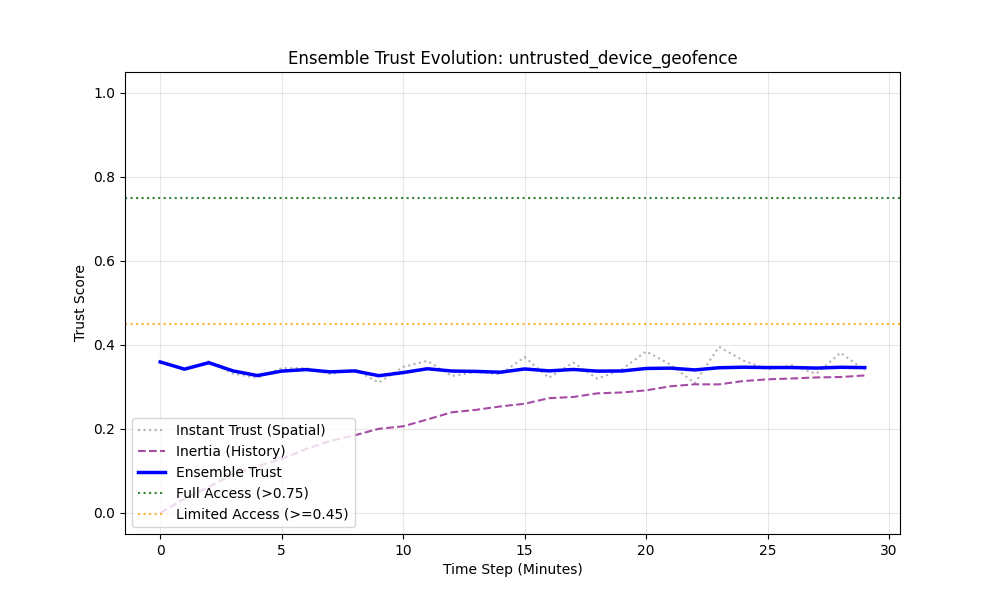 Ensemble Trust Evolution: untrusted_device_geofence
Trust Score
1.0
0.8
0.6
0.4
0.2
0.0
Instant Trust (Spatial)
Inertia (History)
Ensemble Trust
Full Access (>0.75)
Limited Access (>=0.45)
0 5 10 15 20 25 30
Time Step (Minutes)